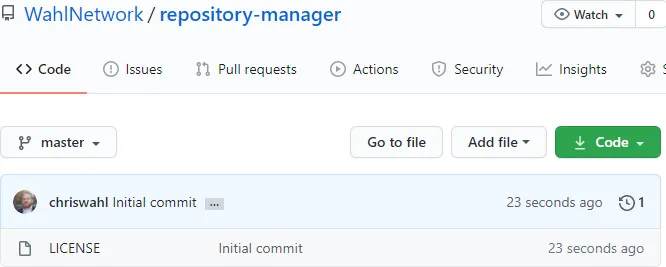 WahlNetwork / repository-manager Watch 0
Code Issues Pull requests Actions Security Insights S
master Go to file Add file Code
chriswahl Initial commit ... 23 seconds ago 1
LICENSE Initial commit 23 seconds ago